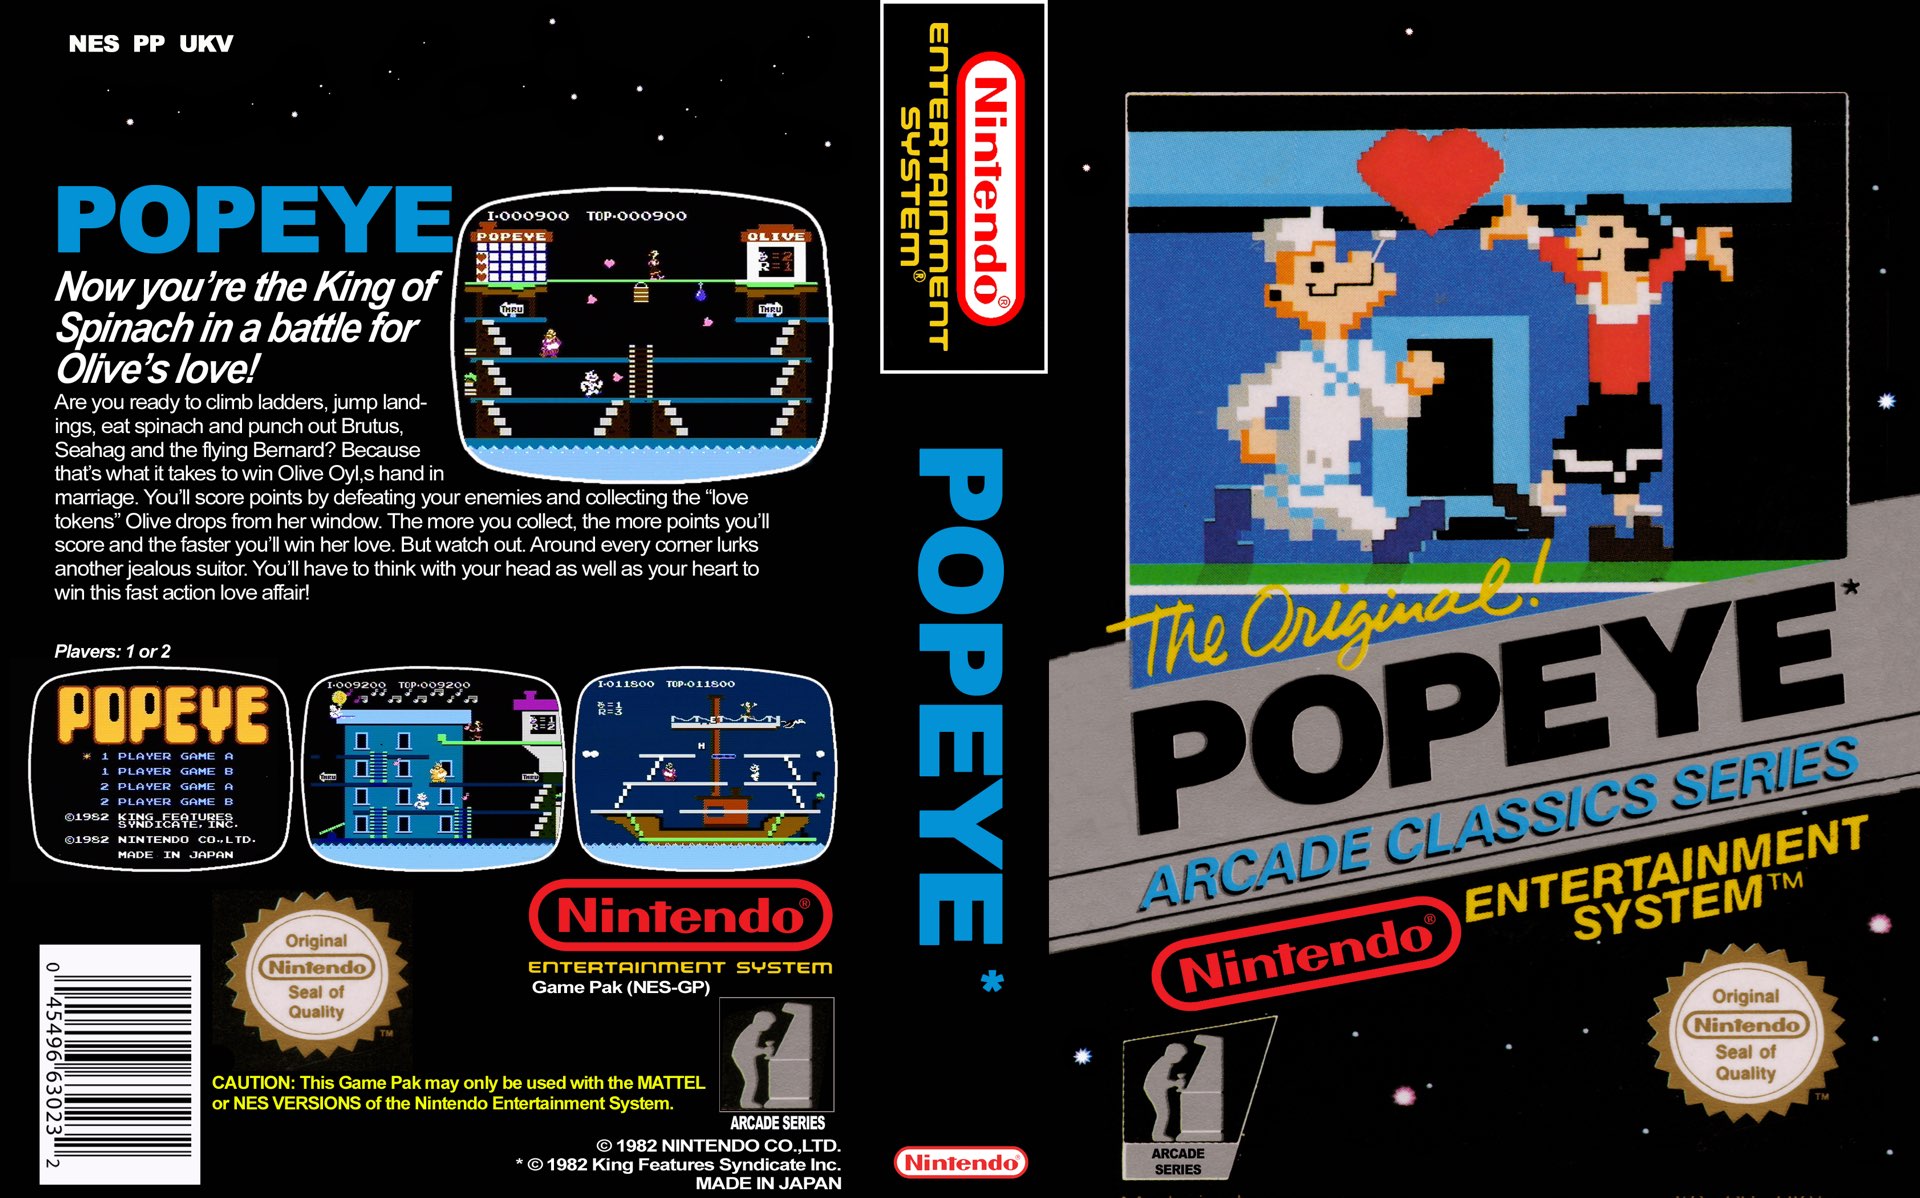 NES PP UKV
POPEYE
Now you're the King of
Spinach in a battle for
Olive's love!
Are you ready to climb ladders, jump land-
ings, eat spinach and punch out Brutus,
Seahag and the flying Bernard? Because
that's what it takes to win Olive Oyl,s hand in
marriage. You'll score points by defeating your enemies and collecting the “love
tokens” Olive drops from her window. The more you collect, the more points you'll
score and the faster you'll win her love. But watch out. Around every corner lurks
another jealous suitor. You'll have to think with your head as well as your heart to
win this fast action love affair!
I-000900 TOP-000900
POPEYE
OLIVE
=2
R=1
THRU
THRU
Players: 1 or 2
POPEYE
1 PLAYER GAME A
1 PLAYER GAME B
2 PLAYER GAME A
2 PLAYER GAME B
©1982 KING FEATURES
SYNDICATE, INC.
©1982 NINTENDO CO.,LTD.
MADE IN JAPAN
I-009200 TOP-009200
=1
R=2
THRU
THRU
I-011800 TOP-011800
=1
R=3
H
Original
Nintendo
Seal of
Quality
TM
Nintendo®
ENTERTAINMENT SYSTEM
Game Pak (NES-GP)
0 45496 63023 2
CAUTION: This Game Pak may only be used with the MATTEL
or NES VERSIONS of the Nintendo Entertainment System.
ARCADE SERIES
© 1982 NINTENDO CO.,LTD.
* © 1982 King Features Syndicate Inc.
MADE IN JAPAN
Nintendo®
ENTERTAINMENT
SYSTEM®
POPEYE *
Nintendo®
The Original!
POPEYE*
ARCADE CLASSICS SERIES
Nintendo®
ENTERTAINMENT
SYSTEM™
Original
Nintendo
Seal of
Quality
TM
ARCADE
SERIES